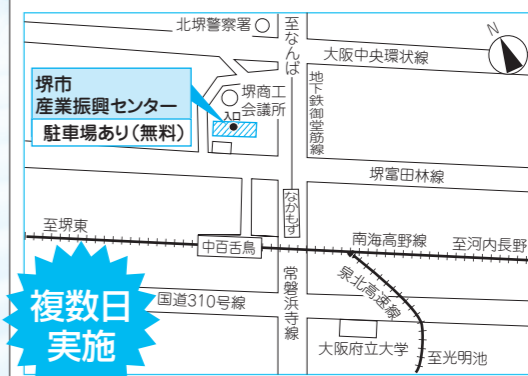 北堺警察署
至なんば
大阪中央環状線
N
堺市
産業振興センター
駐車場あり（無料）
堺商工
会議所
入口
地下鉄御堂筋線
堺富田林線
なかもず
至堺東
中百舌鳥
南海高野線
至河内長野
複数日
実施
国道310号線
常磐浜寺線
泉北高速線
大阪府立大学
至光明池